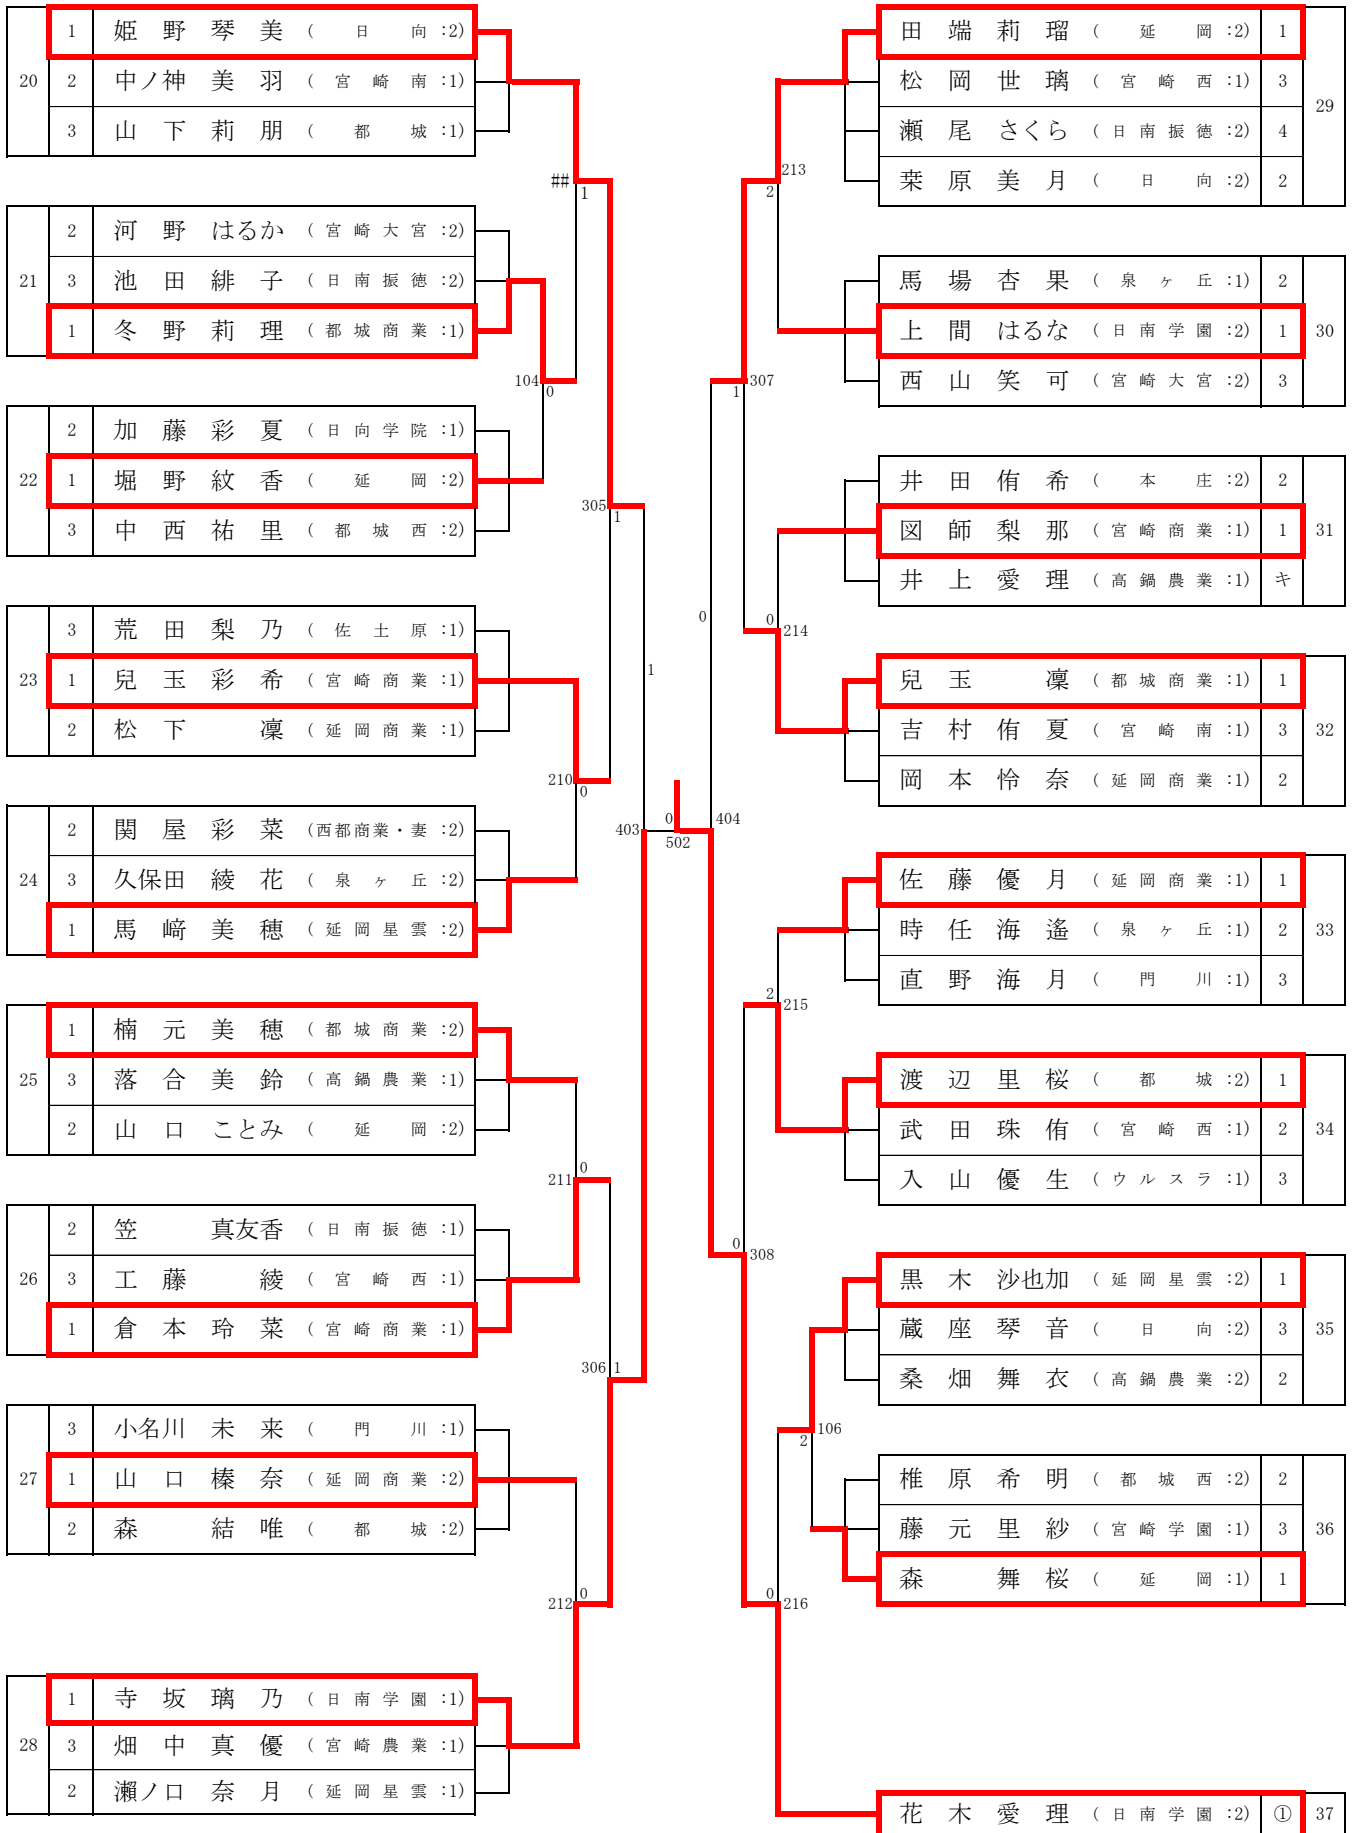 1 姫野琴美 (日向:2)
20 2 中ノ神美羽 (宮崎南:1)
3 山下莉朋 (都城:1)
##
1
2 河野はるか (宮崎大宮:2)
21 3 池田緋子 (日南振徳:2)
1 冬野莉理 (都城商業:1)
104
0
2 加藤彩夏 (日向学院:1)
22 1 堀野紋香 (延岡:2)
3 中西祐里 (都城西:2)
305
1
3 荒田梨乃 (佐土原:1)
23 1 兒玉彩希 (宮崎商業:1)
2 松下凜 (延岡商業:1)
210
0
2 関屋彩菜 (西都商業・妻:2)
24 3 久保田綾花 (泉ヶ丘:2)
1 馬﨑美穂 (延岡星雲:2)
1
403
1 楠元美穂 (都城商業:2)
25 3 落合美鈴 (高鍋農業:1)
2 山口ことみ (延岡:2)
0
211
2 笠真友香 (日南振徳:1)
26 3 工藤綾 (宮崎西:1)
1 倉本玲菜 (宮崎商業:1)
306 1
3 小名川未来 (門川:1)
27 1 山口榛奈 (延岡商業:2)
2 森結唯 (都城:2)
212 0
1 寺坂璃乃 (日南学園:1)
28 3 畑中真優 (宮崎農業:1)
2 瀬ノ口奈月 (延岡星雲:1)
0
502
田端莉瑠 (延岡:2) 1
松岡世璃 (宮崎西:1) 3
29
瀬尾さくら (日南振徳:2) 4
桒原美月 (日向:2) 2
213
2
馬場杏果 (泉ヶ丘:1) 2
上間はるな (日南学園:2) 1 30
西山笑可 (宮崎大宮:2) 3
307
1
井田侑希 (本庄:2) 2
図師梨那 (宮崎商業:1) 1 31
井上愛理 (高鍋農業:1) キ
0
0
214
兒玉凜 (都城商業:1) 1
吉村侑夏 (宮崎南:1) 3 32
岡本怜奈 (延岡商業:1) 2
404
佐藤優月 (延岡商業:1) 1
時任海遙 (泉ヶ丘:1) 2 33
直野海月 (門川:1) 3
2
215
渡辺里桜 (都城:2) 1
武田珠侑 (宮崎西:1) 2 34
入山優生 (ウルスラ:1) 3
0
308
黒木沙也加 (延岡星雲:2) 1
蔵座琴音 (日向:2) 3 35
桑畑舞衣 (高鍋農業:2) 2
106
2
椎原希明 (都城西:2) 2
藤元里紗 (宮崎学園:1) 3 36
森舞桜 (延岡:1) 1
0
216
花木愛理 (日南学園:2) ① 37